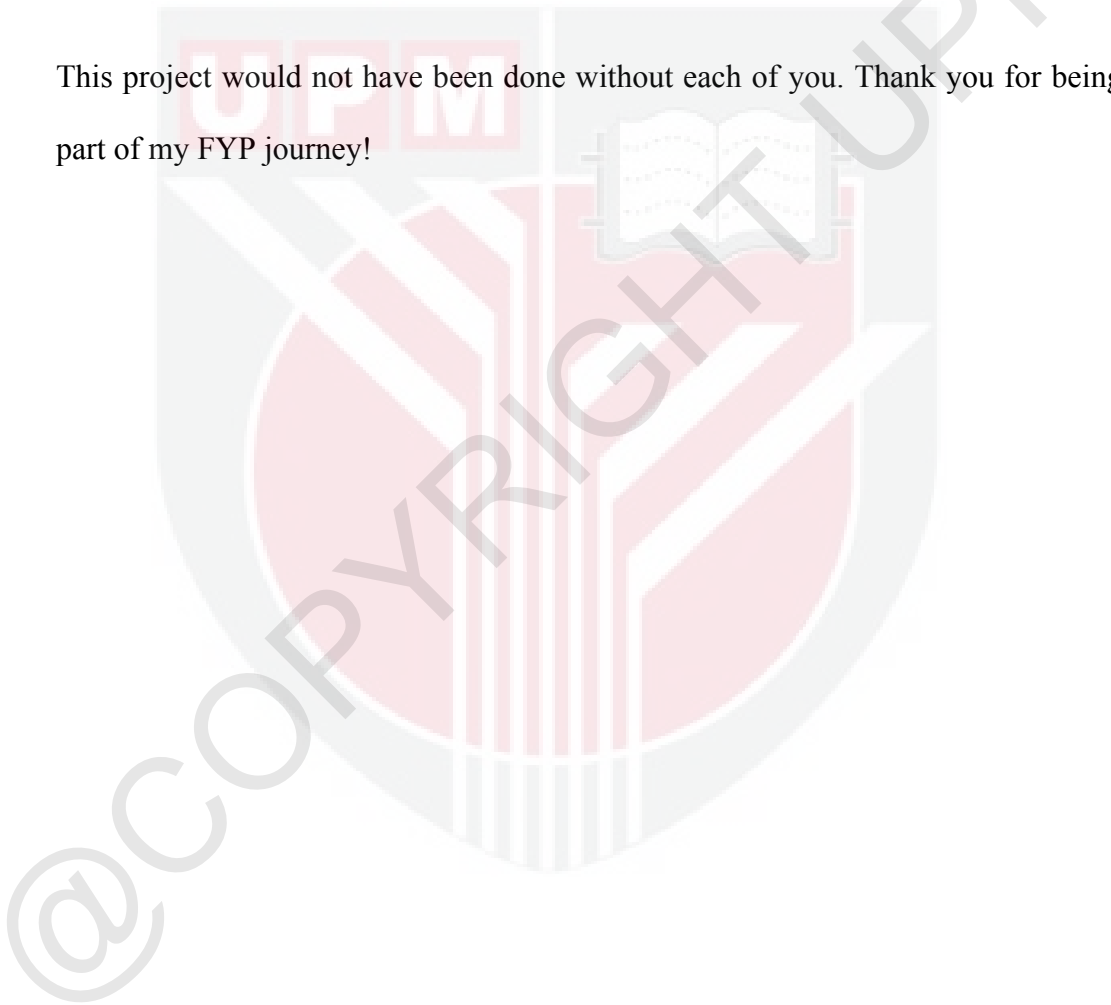 UPM
This project would not have been done without each of you. Thank you for being
part of my FYP journey!
@COPYRIGHT UPM